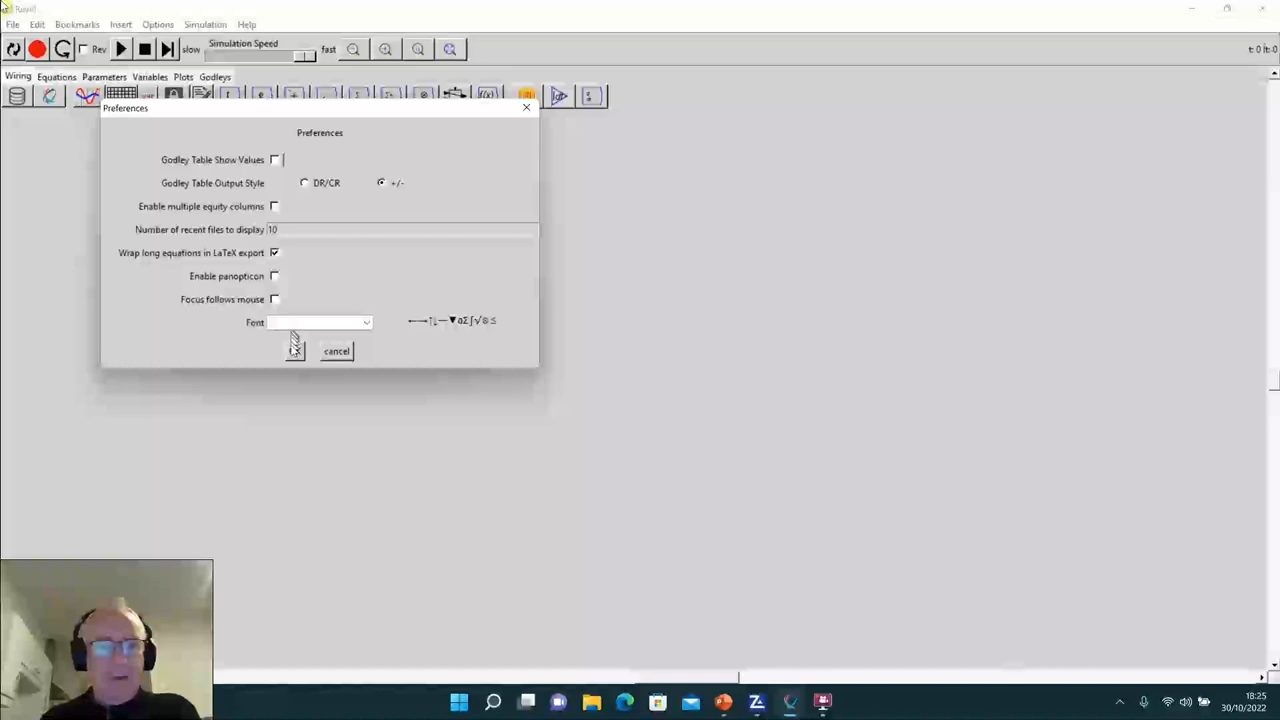 Ravel
File Edit Bookmarks Insert Options Simulation Help
Rev slow Simulation Speed fast t: 0 Δt: 0
Wiring Equations Parameters Variables Plots Godleys
var
Preferences
Preferences
Godley Table Show Values
Godley Table Output Style DR/CR +/-
Enable multiple equity columns
Number of recent files to display 10
Wrap long equations in LaTeX export
Enable panopticon
Focus follows mouse
Font ←→↑↓—▼αΣ∫√⊗≤
cancel
18:25
30/10/2022